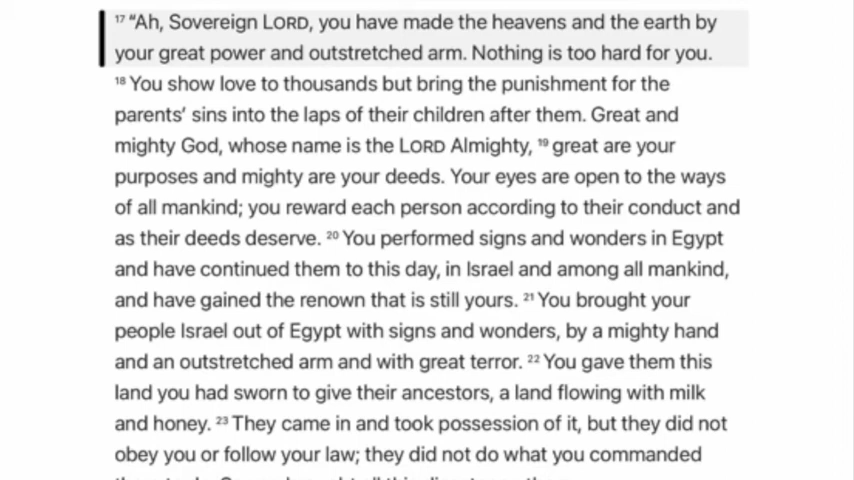 ¹⁷ “Ah, Sovereign LORD, you have made the heavens and the earth by
your great power and outstretched arm. Nothing is too hard for you.
¹⁸ You show love to thousands but bring the punishment for the
parents’ sins into the laps of their children after them. Great and
mighty God, whose name is the LORD Almighty, ¹⁹ great are your
purposes and mighty are your deeds. Your eyes are open to the ways
of all mankind; you reward each person according to their conduct and
as their deeds deserve. ²⁰ You performed signs and wonders in Egypt
and have continued them to this day, in Israel and among all mankind,
and have gained the renown that is still yours. ²¹ You brought your
people Israel out of Egypt with signs and wonders, by a mighty hand
and an outstretched arm and with great terror. ²² You gave them this
land you had sworn to give their ancestors, a land flowing with milk
and honey. ²³ They came in and took possession of it, but they did not
obey you or follow your law; they did not do what you commanded